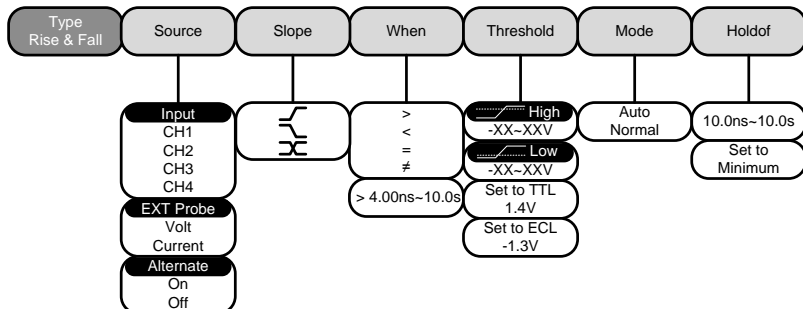 Type
Rise & Fall
Source
Slope
When
Threshold
Mode
Holdof
Input
CH1
CH2
CH3
CH4
EXT Probe
Volt
Current
Alternate
On
Off
>
<
=
≠
> 4.00ns~10.0s
High
-XX~XXV
Low
-XX~XXV
Set to TTL
1.4V
Set to ECL
-1.3V
Auto
Normal
10.0ns~10.0s
Set to
Minimum